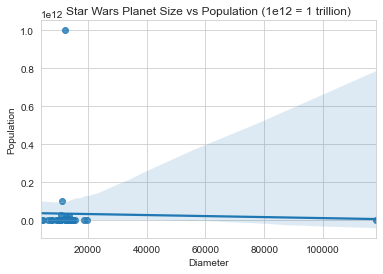 Star Wars Planet Size vs Population (1e12 = 1 trillion)
1e12
1.0
0.8
0.6
0.4
0.2
0.0
Population
20000 40000 60000 80000 100000
Diameter